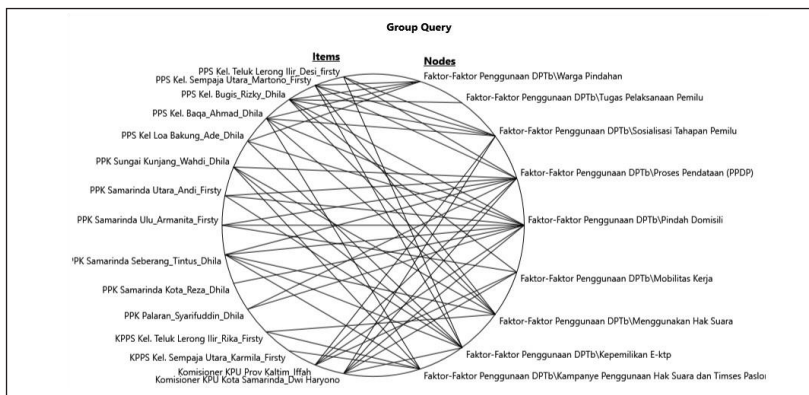 Group Query
Items
Nodes
PPS Kel. Teluk Lerong Ilir_Desi_firsty
PPS Kel. Sempaja Utara_Martono_Firsty
PPS Kel. Bugis_Rizky_Dhila
PPS Kel. Baqa_Ahmad_Dhila
PPS Kel Loa Bakung_Ade_Dhila
PPK Sungai Kunjang_Wahdi_Dhila
PPK Samarinda Utara_Andi_Firsty
PPK Samarinda Ulu_Armanita_Firsty
PPK Samarinda Seberang_Tintus_Dhila
PPK Samarinda Kota_Reza_Dhila
PPK Palaran_Syarifuddin_Dhila
KPPS Kel. Teluk Lerong Ilir_Rika_Firsty
KPPS Kel. Sempaja Utara_Karmila_Firsty
Komisioner KPU Prov Kaltim_Iffah
Komisioner KPU Kota Samarinda_Dwi Haryono
Faktor-Faktor Penggunaan DPTb\Warga Pindahan
Faktor-Faktor Penggunaan DPTb\Tugas Pelaksanaan Pemilu
Faktor-Faktor Penggunaan DPTb\Sosialisasi Tahapan Pemilu
Faktor-Faktor Penggunaan DPTb\Proses Pendataan (PPDP)
Faktor-Faktor Penggunaan DPTb\Pindah Domisili
Faktor-Faktor Penggunaan DPTb\Mobilitas Kerja
Faktor-Faktor Penggunaan DPTb\Menggunakan Hak Suara
Faktor-Faktor Penggunaan DPTb\Kepemilikan E-ktp
Faktor-Faktor Penggunaan DPTb\Kampanye Penggunaan Hak Suara dan Timses Paslon